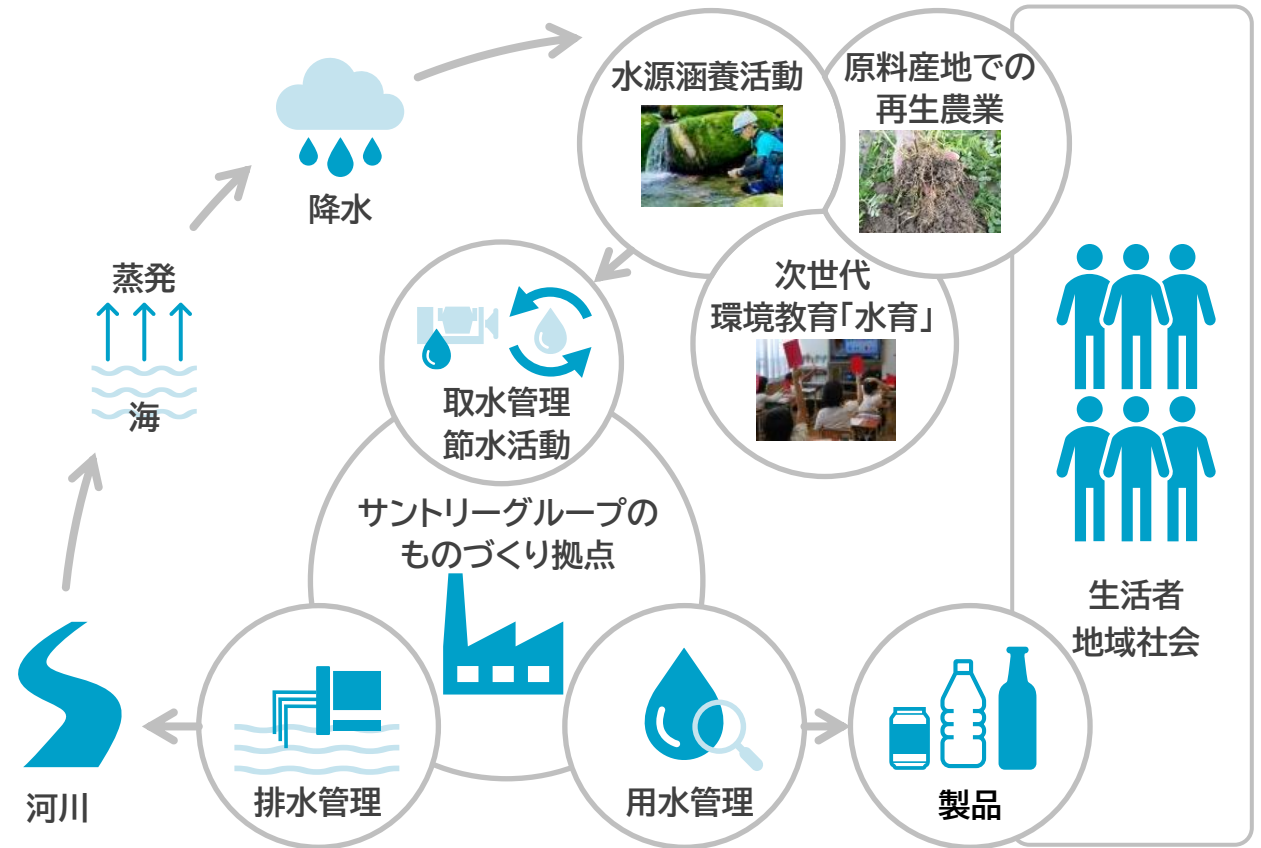 水源涵養活動
原料産地での
再生農業
降水
蒸発
海
次世代
環境教育「水育」
取水管理
節水活動
サントリーグループの
ものづくり拠点
生活者
地域社会
河川
排水管理
用水管理
製品